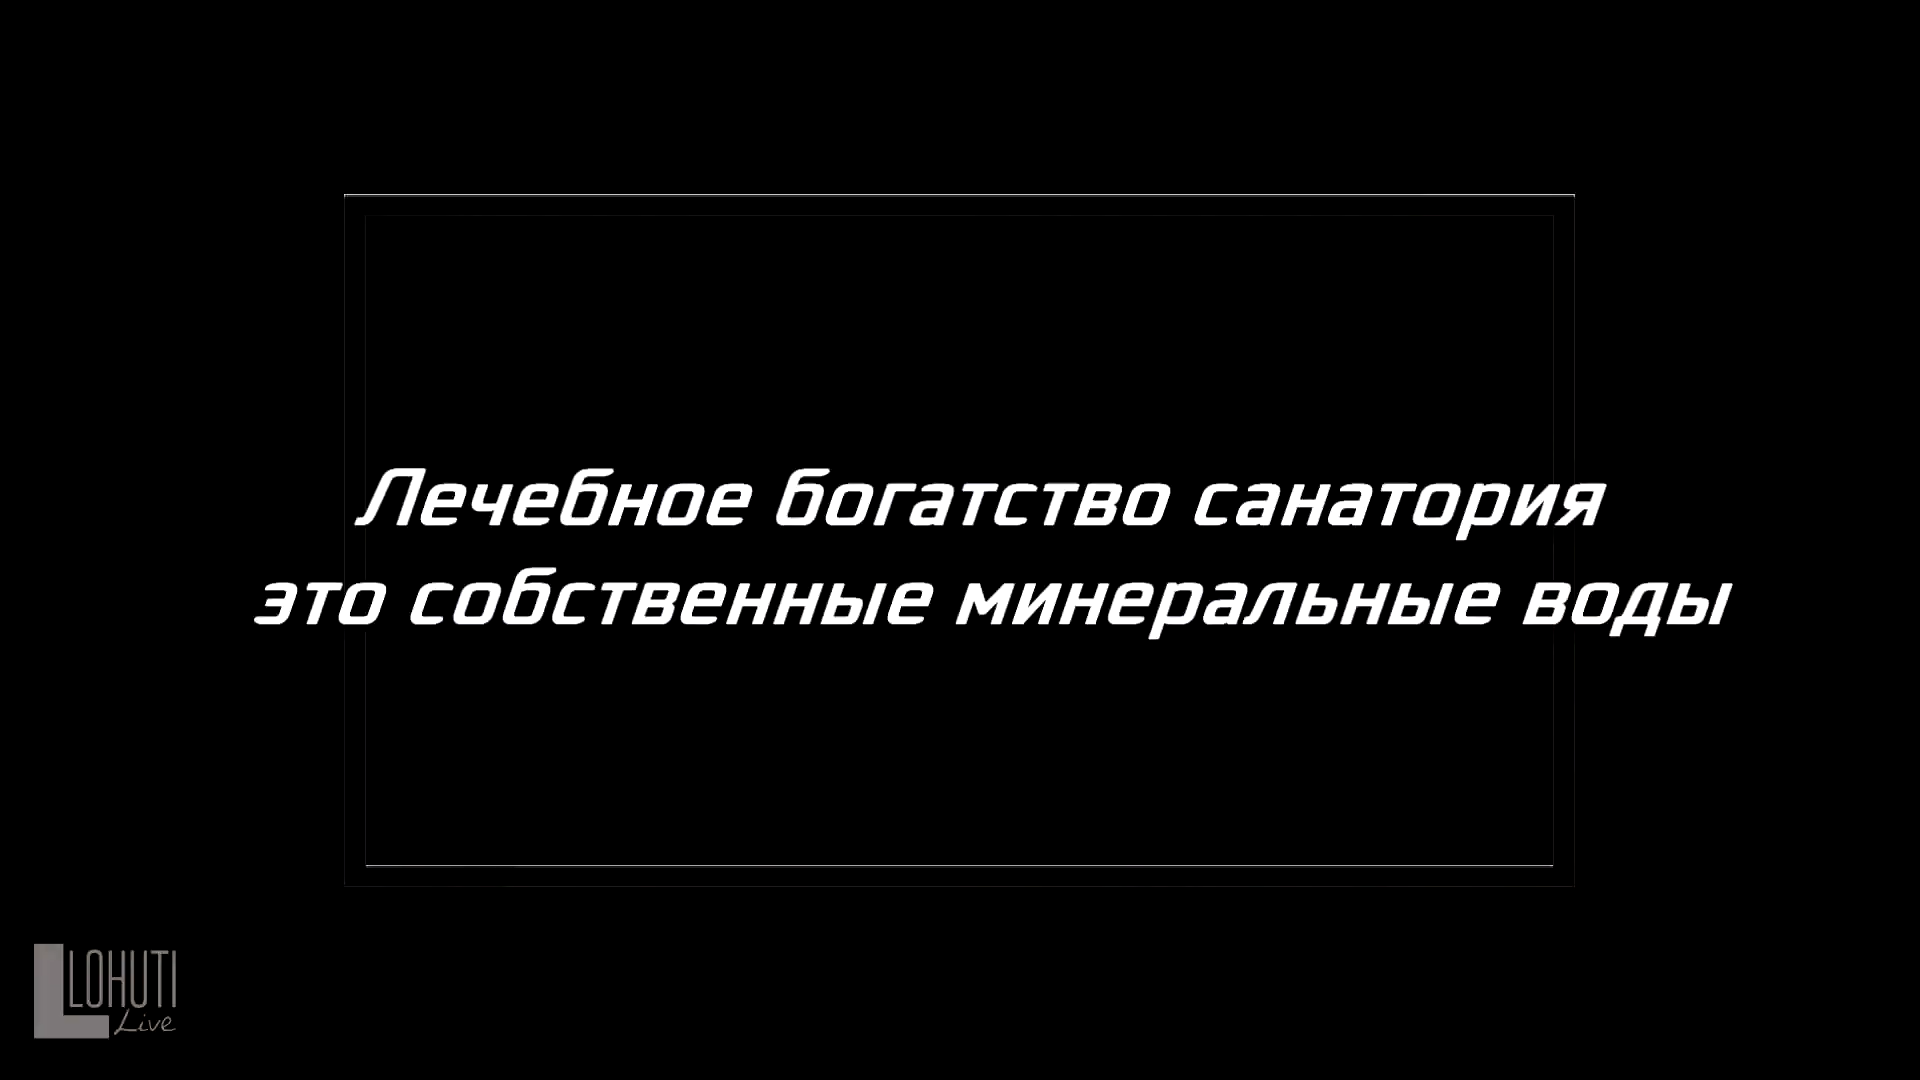 Лечебное богатство санатория
это собственные минеральные воды
LOHUTI
Live